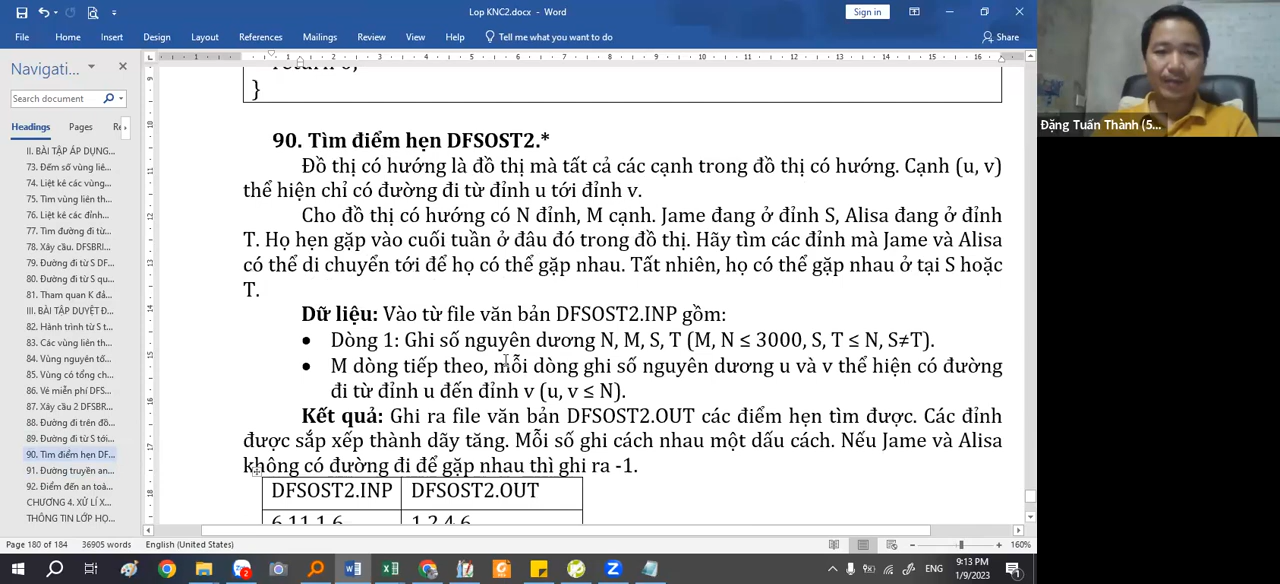 Lop KNC2.docx - Word
Sign in
File Home Insert Design Layout References Mailings Review View Help Tell me what you want to do Share
Navigati...
Search document
Headings Pages
II. BÀI TẬP ÁP DỤNG...
73. Đếm số vùng liê...
74. Liệt kê các vùng...
75. Tìm vùng liên th...
76. Liệt kê các đỉnh...
77. Tìm đường đi từ...
78. Xây cầu. DFSBRI...
79. Đường đi từ S đ...
80. Đường đi từ S qu...
81. Tham quan K đả...
III. BÀI TẬP DUYỆT Đ...
82. Hành trình từ S t...
83. Các vùng liên th...
84. Vùng nguyên tố...
85. Vùng có tổng ch...
86. Vé miễn phí DFS...
87. Xây cầu 2 DFSBR...
88. Đường đi trên đồ...
89. Đường đi từ S tới...
90. Tìm điểm hẹn DF...
91. Đường truyền an...
92. Điểm đến an toà...
CHƯƠNG 4. XỬ LÍ X...
THÔNG TIN LỚP HỌ...
}
90. Tìm điểm hẹn DFSOST2.*
Đồ thị có hướng là đồ thị mà tất cả các cạnh trong đồ thị có hướng. Cạnh (u, v)
thể hiện chỉ có đường đi từ đỉnh u tới đỉnh v.
Cho đồ thị có hướng có N đỉnh, M cạnh. Jame đang ở đỉnh S, Alisa đang ở đỉnh
T. Họ hẹn gặp vào cuối tuần ở đâu đó trong đồ thị. Hãy tìm các đỉnh mà Jame và Alisa
có thể di chuyển tới để họ có thể gặp nhau. Tất nhiên, họ có thể gặp nhau ở tại S hoặc
T.
Dữ liệu: Vào từ file văn bản DFSOST2.INP gồm:
• Dòng 1: Ghi số nguyên dương N, M, S, T (M, N ≤ 3000, S, T ≤ N, S≠T).
• M dòng tiếp theo, mỗi dòng ghi số nguyên dương u và v thể hiện có đường
đi từ đỉnh u đến đỉnh v (u, v ≤ N).
Kết quả: Ghi ra file văn bản DFSOST2.OUT các điểm hẹn tìm được. Các đỉnh
được sắp xếp thành dãy tăng. Mỗi số ghi cách nhau một dấu cách. Nếu Jame và Alisa
không có đường đi để gặp nhau thì ghi ra -1.
DFSOST2.INP DFSOST2.OUT
6 11 1 6 1 2 4 6
Đặng Tuấn Thành (5...
Page 180 of 184 36905 words English (United States) 160%
ENG 9:13 PM
1/9/2023